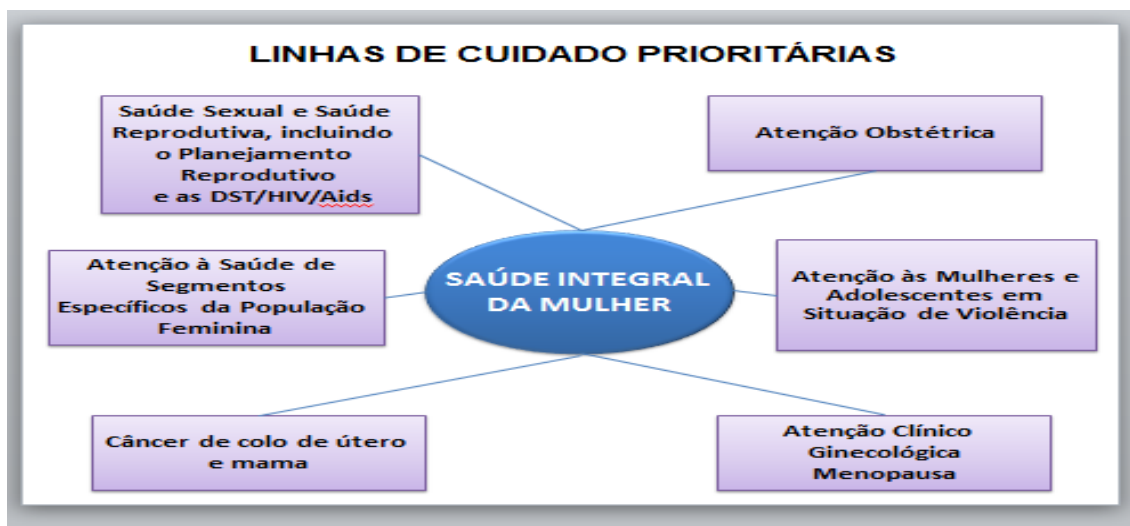 LINHAS DE CUIDADO PRIORITÁRIAS
Saúde Sexual e Saúde
Reprodutiva, incluindo
o Planejamento
Reprodutivo
e as DST/HIV/Aids
Atenção Obstétrica
Atenção à Saúde de
Segmentos
Específicos da População
Feminina
SAÚDE INTEGRAL
DA MULHER
Atenção às Mulheres e
Adolescentes em
Situação de Violência
Câncer de colo de útero
e mama
Atenção Clínico
Ginecológica
Menopausa